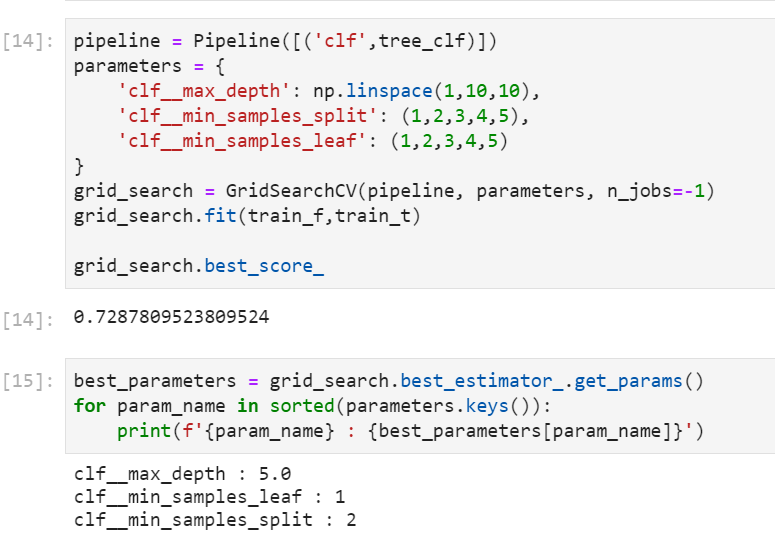 [14]: pipeline = Pipeline([('clf',tree_clf)])
parameters = {
    'clf__max_depth': np.linspace(1,10,10),
    'clf__min_samples_split': (1,2,3,4,5),
    'clf__min_samples_leaf': (1,2,3,4,5)
}
grid_search = GridSearchCV(pipeline, parameters, n_jobs=-1)
grid_search.fit(train_f,train_t)
grid_search.best_score_
[14]: 0.7287809523809524
[15]: best_parameters = grid_search.best_estimator_.get_params()
for param_name in sorted(parameters.keys()):
    print(f'{param_name} : {best_parameters[param_name]}')
clf__max_depth : 5.0
clf__min_samples_leaf : 1
clf__min_samples_split : 2